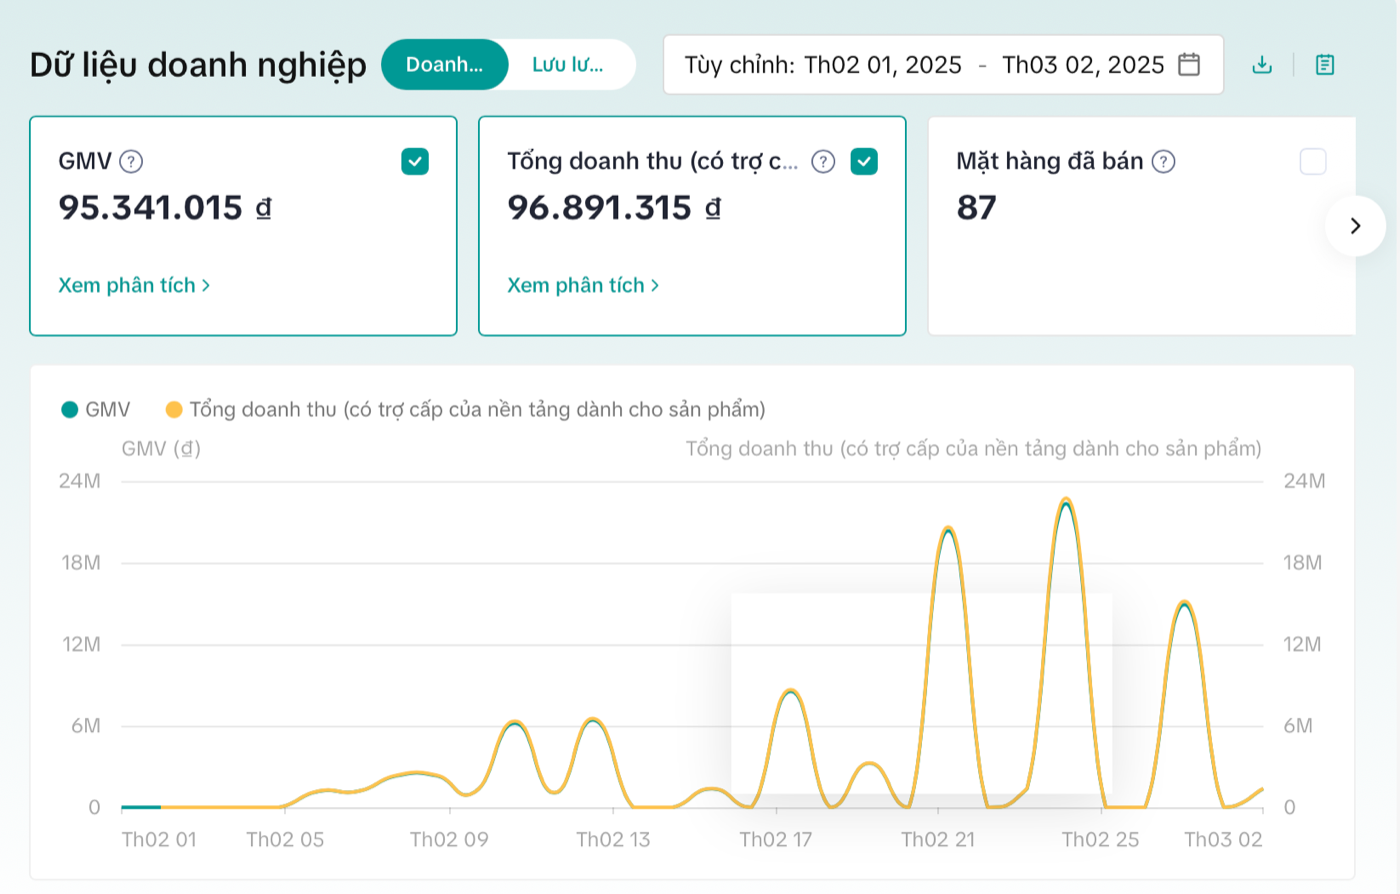 Dữ liệu doanh nghiệp Doanh... Lưu lư... Tùy chỉnh: Th02 01, 2025 - Th03 02, 2025
GMV ? Tổng doanh thu (có trợ c... ? Mặt hàng đã bán ?
95.341.015 ₫ 96.891.315 ₫ 87
Xem phân tích > Xem phân tích >
GMV Tổng doanh thu (có trợ cấp của nền tảng dành cho sản phẩm)
GMV (₫) Tổng doanh thu (có trợ cấp của nền tảng dành cho sản phẩm)
24M 24M
18M 18M
12M 12M
6M 6M
0 0
Th02 01 Th02 05 Th02 09 Th02 13 Th02 17 Th02 21 Th02 25 Th03 02